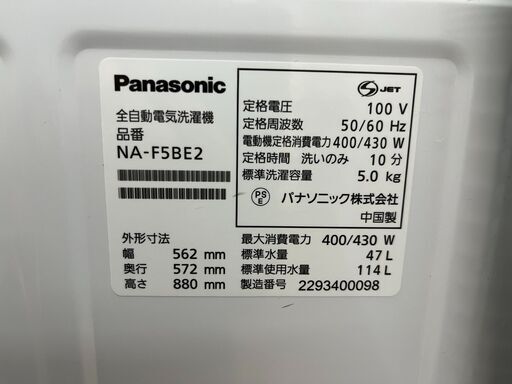 Panasonic
全自動電気洗濯機
品番
NA-F5BE2
外形寸法
幅 562 mm
奥行 572 mm
高さ 880 mm
S JET
定格電圧 100 V
定格周波数 50/60 Hz
電動機定格消費電力 400/430 W
定格時間 洗いのみ 10 分
標準洗濯容量 5.0 kg
PS E パナソニック株式会社
中国製
最大消費電力 400/430 W
標準水量 47 L
標準使用水量 114 L
製造番号 2293400098